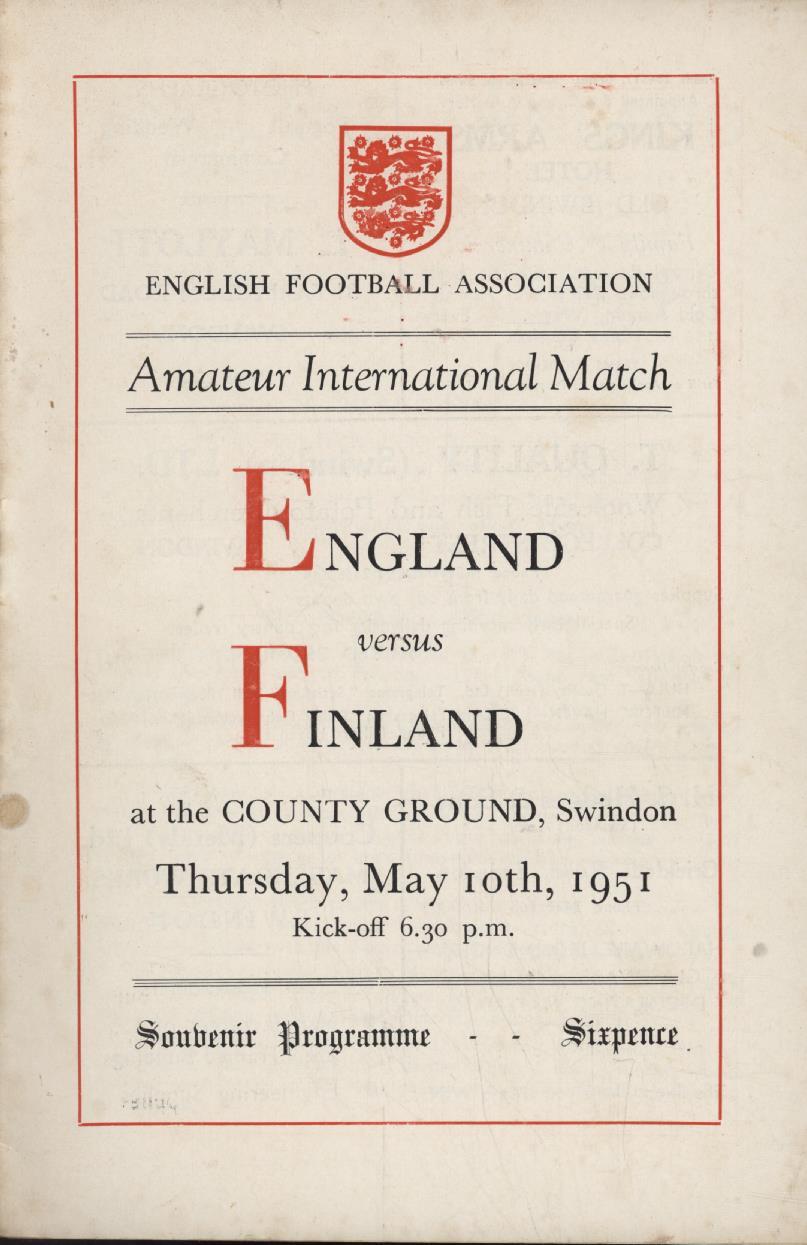 ENGLISH FOOTBALL ASSOCIATION
Amateur International Match
ENGLAND
versus
FINLAND
at the COUNTY GROUND, Swindon
Thursday, May 10th, 1951
Kick-off 6.30 p.m.
Souvenir Programme - - Sixpence